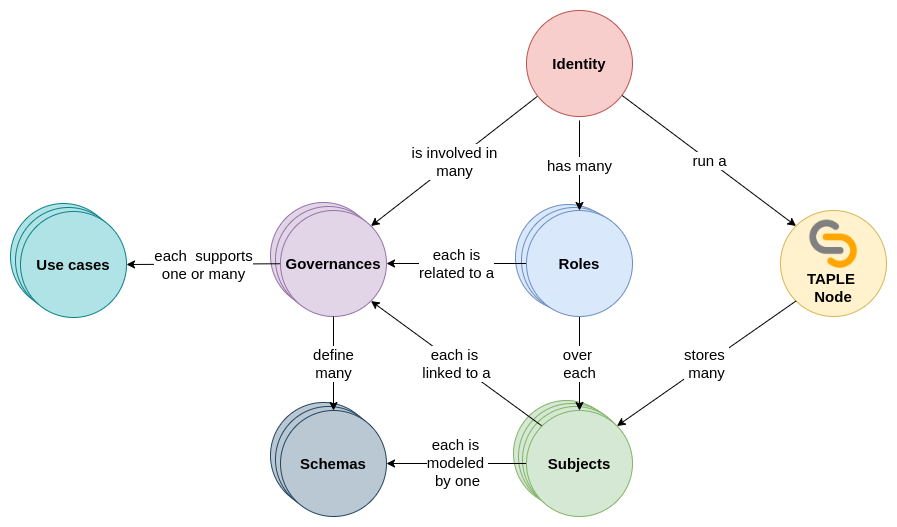 Identity
is involved in
many
has many
run a
Use cases
each  supports
one or many
Governances
each is
related to a
Roles
TAPLE
Node
define
many
each is
linked to a
over
each
stores
many
Schemas
each is
modeled
by one
Subjects